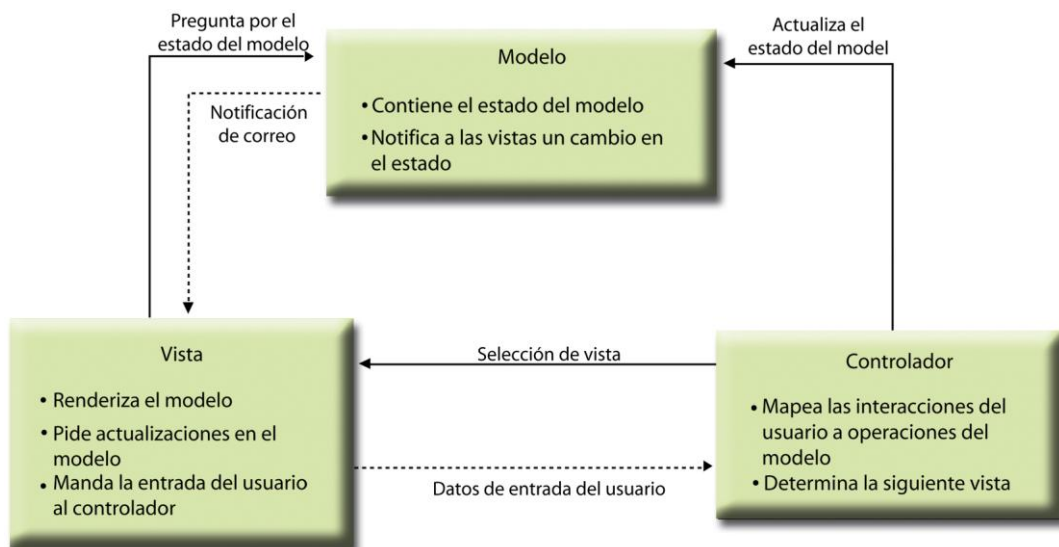 Pregunta por el
estado del modelo
Actualiza el
estado del model
Modelo
• Contiene el estado del modelo
• Notifica a las vistas un cambio en
el estado
Notificación
de correo
Vista
• Renderiza el modelo
• Pide actualizaciones en el
modelo
• Manda la entrada del usuario
al controlador
Selección de vista
Datos de entrada del usuario
Controlador
• Mapea las interacciones del
usuario a operaciones del
modelo
• Determina la siguiente vista